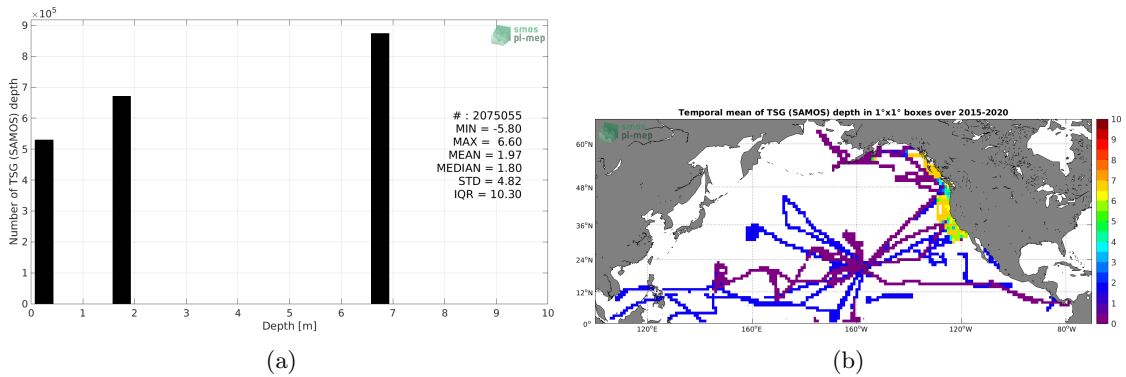 9 ×10^5
8
7
6
5
4
3
2
1
0
Number of TSG (SAMOS) depth
smos
pi-mep
# : 2075055
MIN = -5.80
MAX = 6.60
MEAN = 1.97
MEDIAN = 1.80
STD = 4.82
IQR = 10.30
0 1 2 3 4 5 6 7 8 9 10
Depth [m]
(a)
Temporal mean of TSG (SAMOS) depth in 1°x1° boxes over 2015-2020
smos
pi-mep
60°N
48°N
36°N
24°N
12°N
0°
120°E 160°E 160°W 120°W 80°W
10
9
8
7
6
5
4
3
2
1
0
(b)